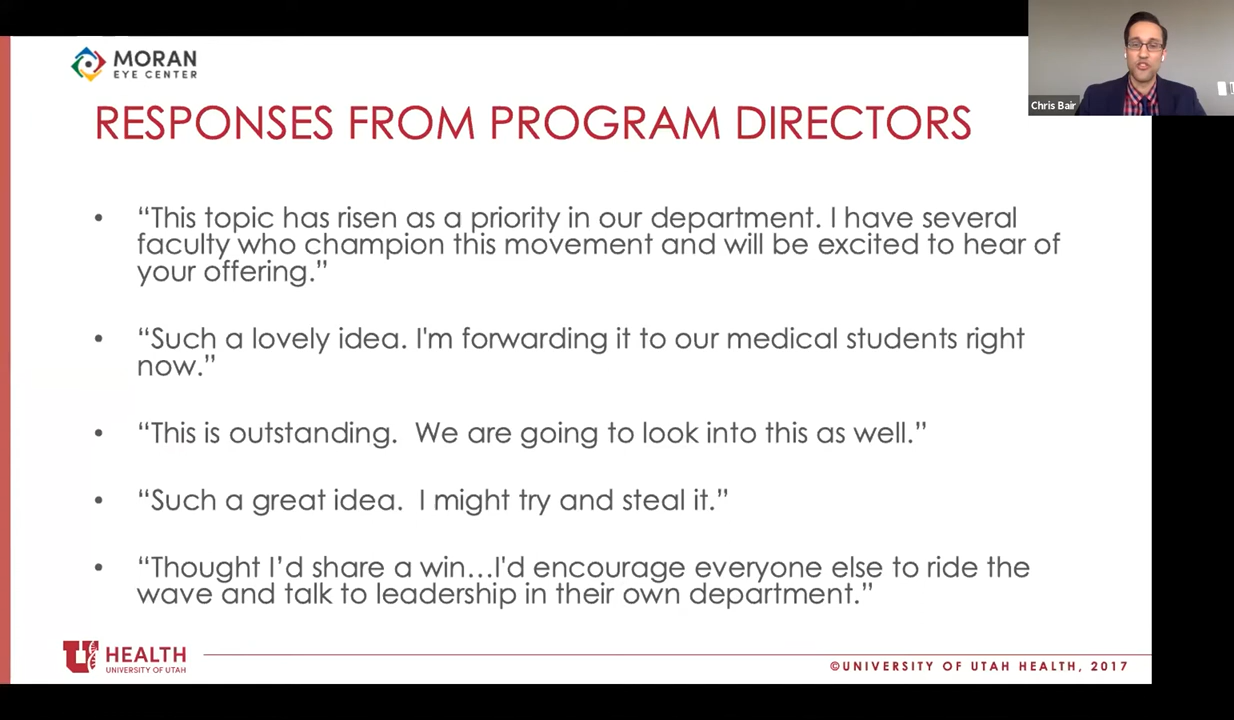 MORAN
EYE CENTER
Chris Bair
RESPONSES FROM PROGRAM DIRECTORS
• “This topic has risen as a priority in our department. I have several
faculty who champion this movement and will be excited to hear of
your offering.”
• “Such a lovely idea. I'm forwarding it to our medical students right
now.”
• “This is outstanding.  We are going to look into this as well.”
• “Such a great idea.  I might try and steal it.”
• “Thought I’d share a win…I'd encourage everyone else to ride the
wave and talk to leadership in their own department.”
U HEALTH
UNIVERSITY OF UTAH
©UNIVERSITY OF UTAH HEALTH, 2017